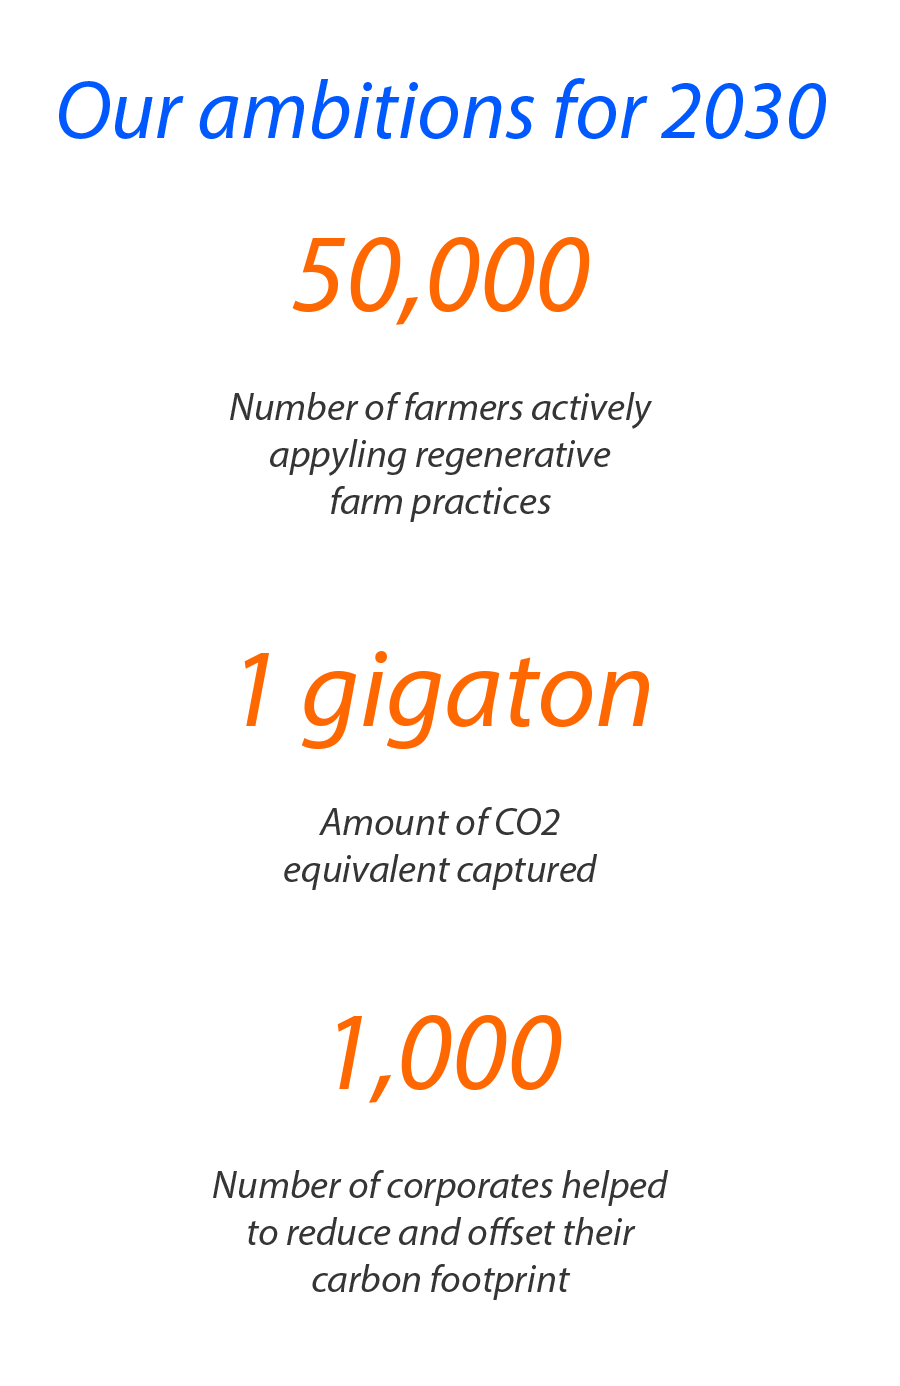 Our ambitions for 2030
50,000
Number of farmers actively
appyling regenerative
farm practices
1 gigaton
Amount of CO2
equivalent captured
1,000
Number of corporates helped
to reduce and offset their
carbon footprint